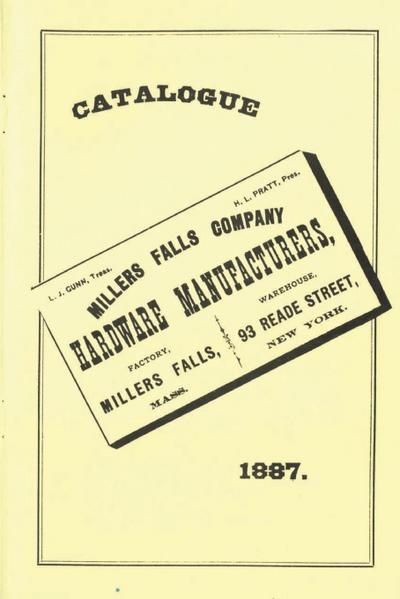 CATALOGUE
L. J. GUNN, Treas.
H. L. PRATT, Pres.
MILLERS FALLS COMPANY
HARDWARE MANUFACTURERS,
FACTORY,
MILLERS FALLS,
MASS.
WAREHOUSE,
93 READE STREET,
NEW YORK.
1887.